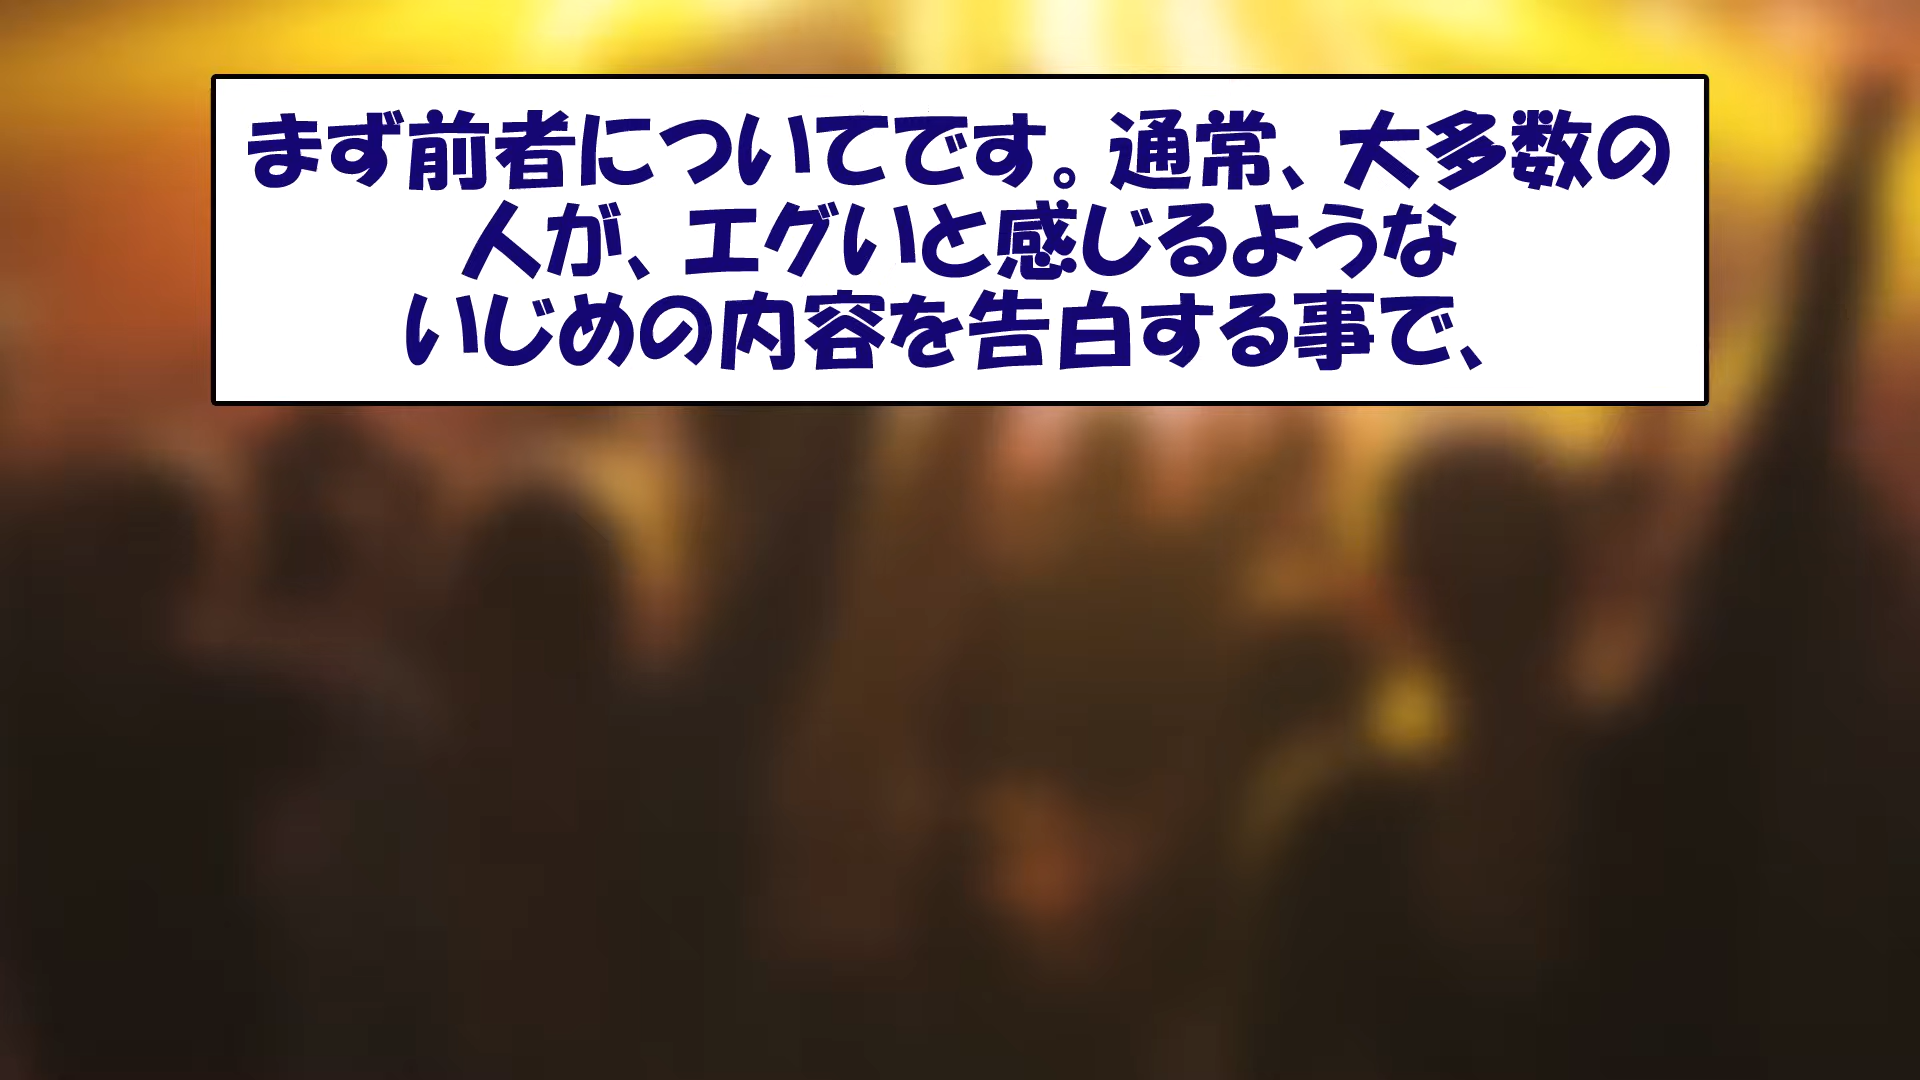 まず前者についてです。通常、大多数の
人が、エグいと感じるような
いじめの内容を告白する事で、